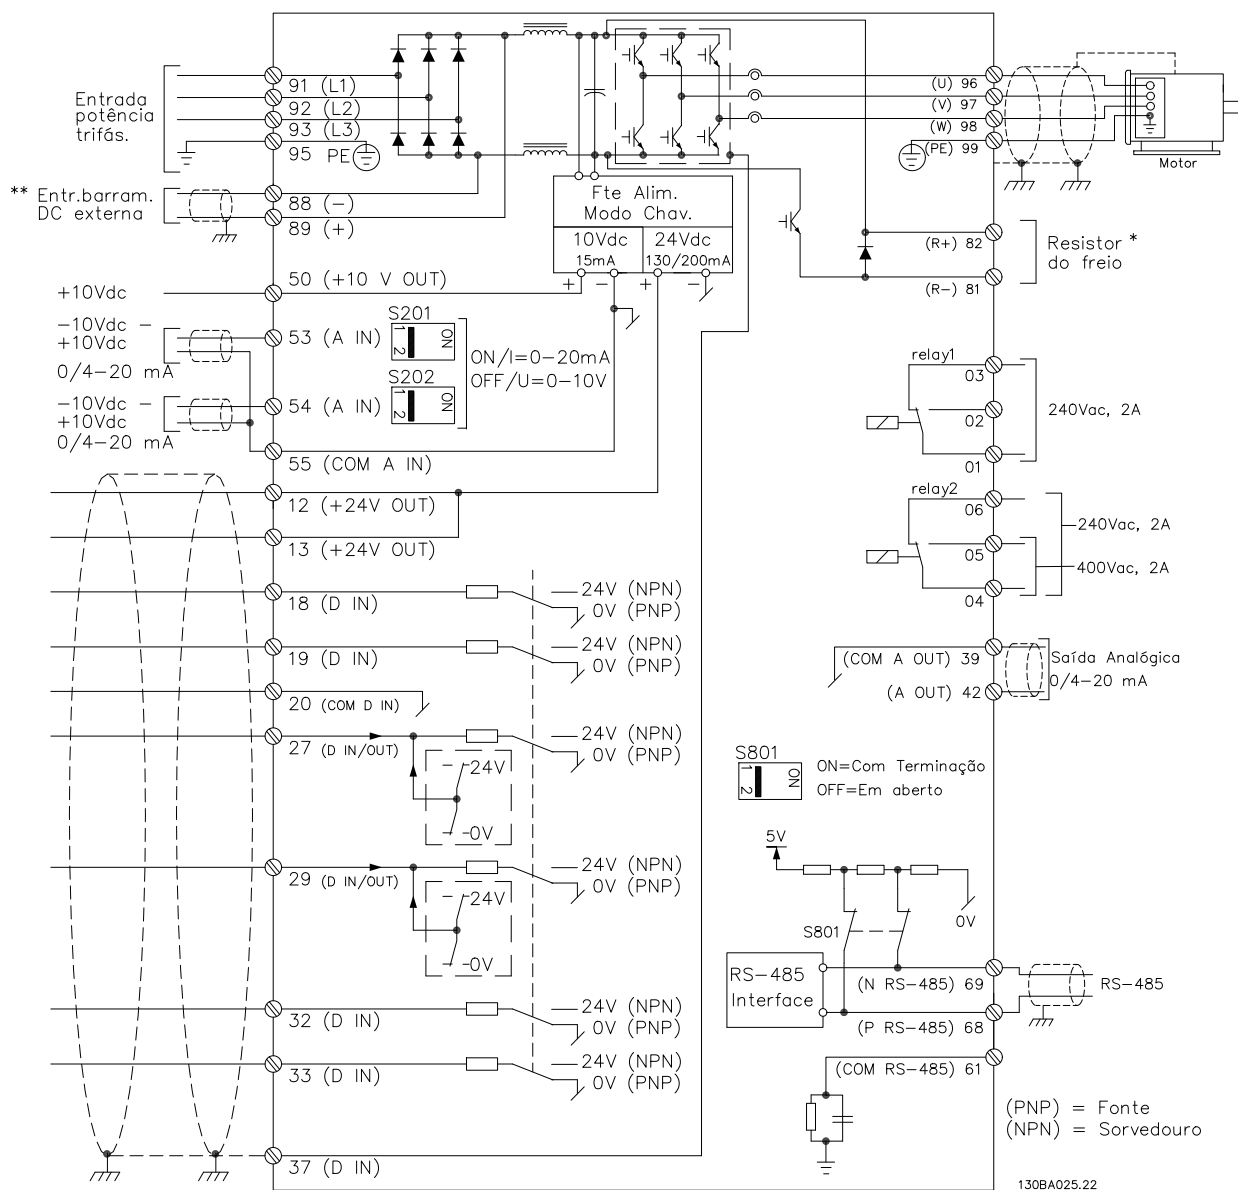 Entrada
potência
trifás.
91 (L1)
92 (L2)
93 (L3)
95 PE
** Entr.barram.
DC externa
88 (−)
89 (+)
Fte Alim.
Modo Chav.
10Vdc
15mA
24Vdc
130/200mA
+ − + −
(U) 96
(V) 97
(W) 98
(PE) 99
Motor
(R+) 82
(R−) 81
Resistor *
do freio
+10Vdc
50 (+10 V OUT)
−10Vdc −
+10Vdc
0/4−20 mA
53 (A IN)
S201
1 2
ON
ON/I=0−20mA
OFF/U=0−10V
S202
1 2
ON
−10Vdc −
+10Vdc
0/4−20 mA
54 (A IN)
55 (COM A IN)
12 (+24V OUT)
13 (+24V OUT)
18 (D IN)
24V (NPN)
0V (PNP)
19 (D IN)
24V (NPN)
0V (PNP)
20 (COM D IN)
27 (D IN/OUT)
24V (NPN)
0V (PNP)
24V
0V
29 (D IN/OUT)
24V (NPN)
0V (PNP)
24V
0V
32 (D IN)
24V (NPN)
0V (PNP)
33 (D IN)
24V (NPN)
0V (PNP)
37 (D IN)
relay1
03
02
01
240Vac, 2A
relay2
06
05
04
240Vac, 2A
400Vac, 2A
(COM A OUT) 39
(A OUT) 42
Saída Analógica
0/4−20 mA
S801
1 2
ON
ON=Com Terminação
OFF=Em aberto
5V
0V
S801
RS−485
Interface
(N RS−485) 69
(P RS−485) 68
RS−485
(COM RS−485) 61
(PNP) = Fonte
(NPN) = Sorvedouro
130BA025.22